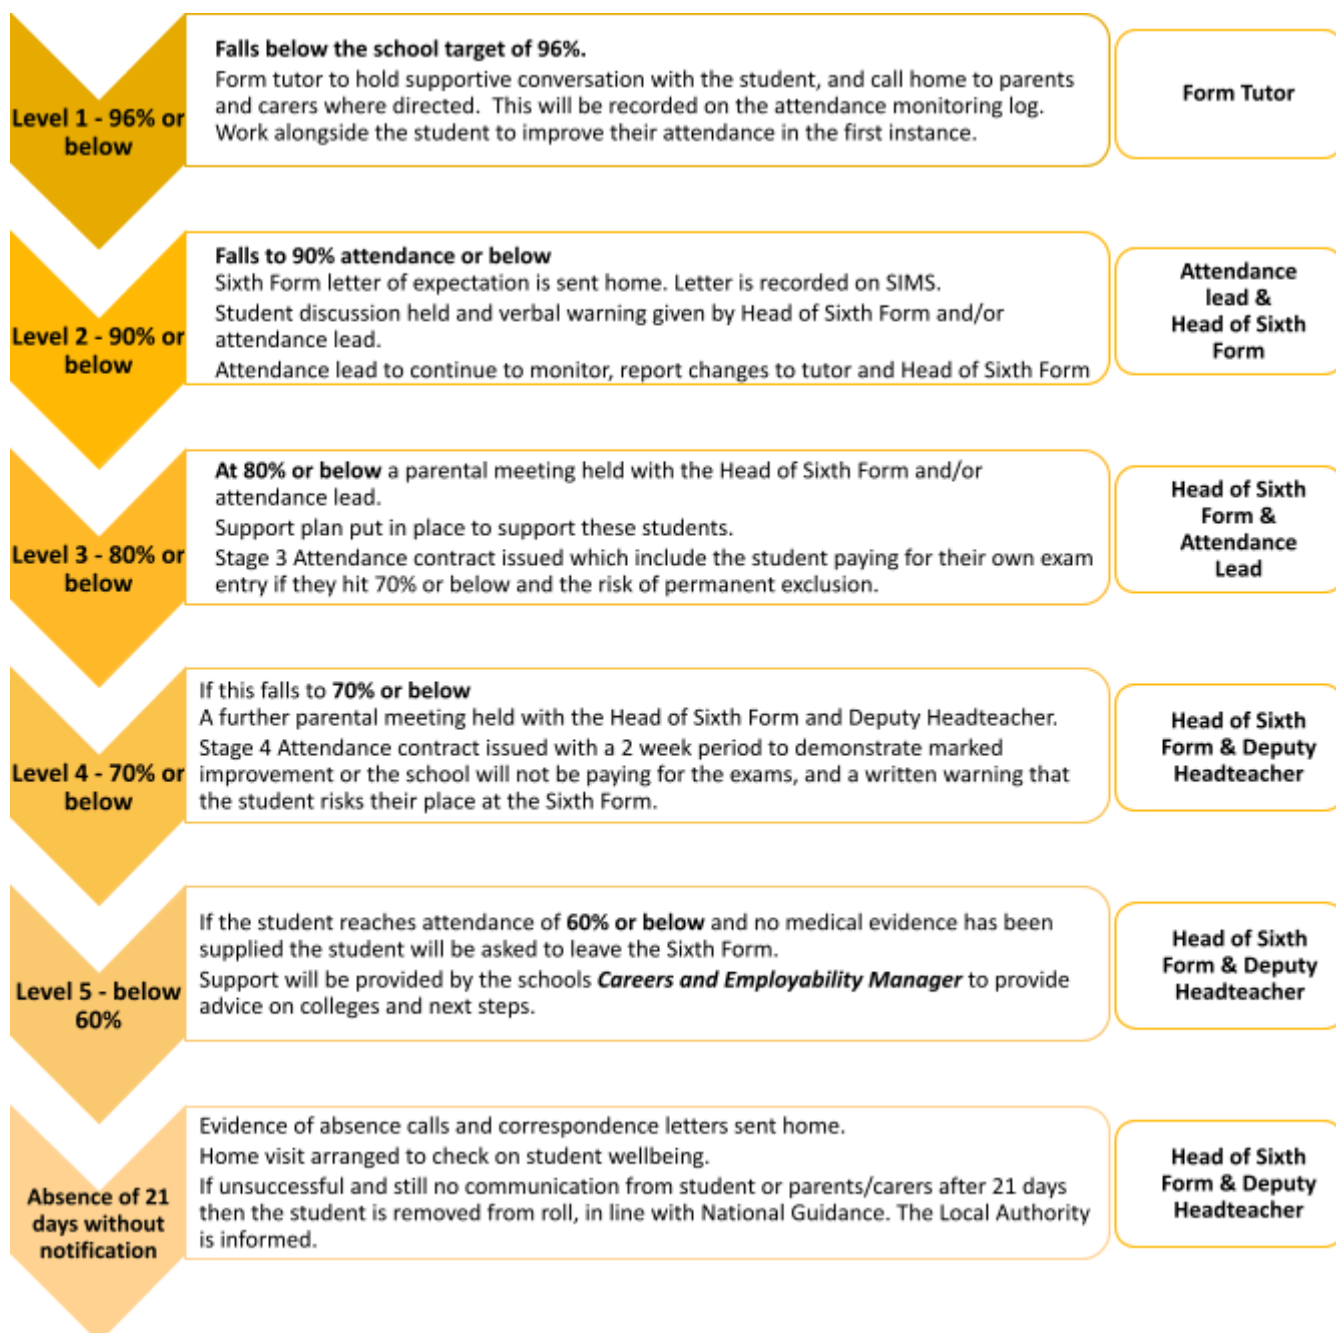 Level 1 - 96% or
below
Falls below the school target of 96%.
Form tutor to hold supportive conversation with the student, and call home to parents
and carers where directed.  This will be recorded on the attendance monitoring log.
Work alongside the student to improve their attendance in the first instance.
Form Tutor
Level 2 - 90% or
below
Falls to 90% attendance or below
Sixth Form letter of expectation is sent home. Letter is recorded on SIMS.
Student discussion held and verbal warning given by Head of Sixth Form and/or
attendance lead.
Attendance lead to continue to monitor, report changes to tutor and Head of Sixth Form
Attendance
lead &
Head of Sixth
Form
Level 3 - 80% or
below
At 80% or below a parental meeting held with the Head of Sixth Form and/or
attendance lead.
Support plan put in place to support these students.
Stage 3 Attendance contract issued which include the student paying for their own exam
entry if they hit 70% or below and the risk of permanent exclusion.
Head of Sixth
Form &
Attendance
Lead
Level 4 - 70% or
below
If this falls to 70% or below
A further parental meeting held with the Head of Sixth Form and Deputy Headteacher.
Stage 4 Attendance contract issued with a 2 week period to demonstrate marked
improvement or the school will not be paying for the exams, and a written warning that
the student risks their place at the Sixth Form.
Head of Sixth
Form & Deputy
Headteacher
Level 5 - below
60%
If the student reaches attendance of 60% or below and no medical evidence has been
supplied the student will be asked to leave the Sixth Form.
Support will be provided by the schools Careers and Employability Manager to provide
advice on colleges and next steps.
Head of Sixth
Form & Deputy
Headteacher
Absence of 21
days without
notification
Evidence of absence calls and correspondence letters sent home.
Home visit arranged to check on student wellbeing.
If unsuccessful and still no communication from student or parents/carers after 21 days
then the student is removed from roll, in line with National Guidance. The Local Authority
is informed.
Head of Sixth
Form & Deputy
Headteacher